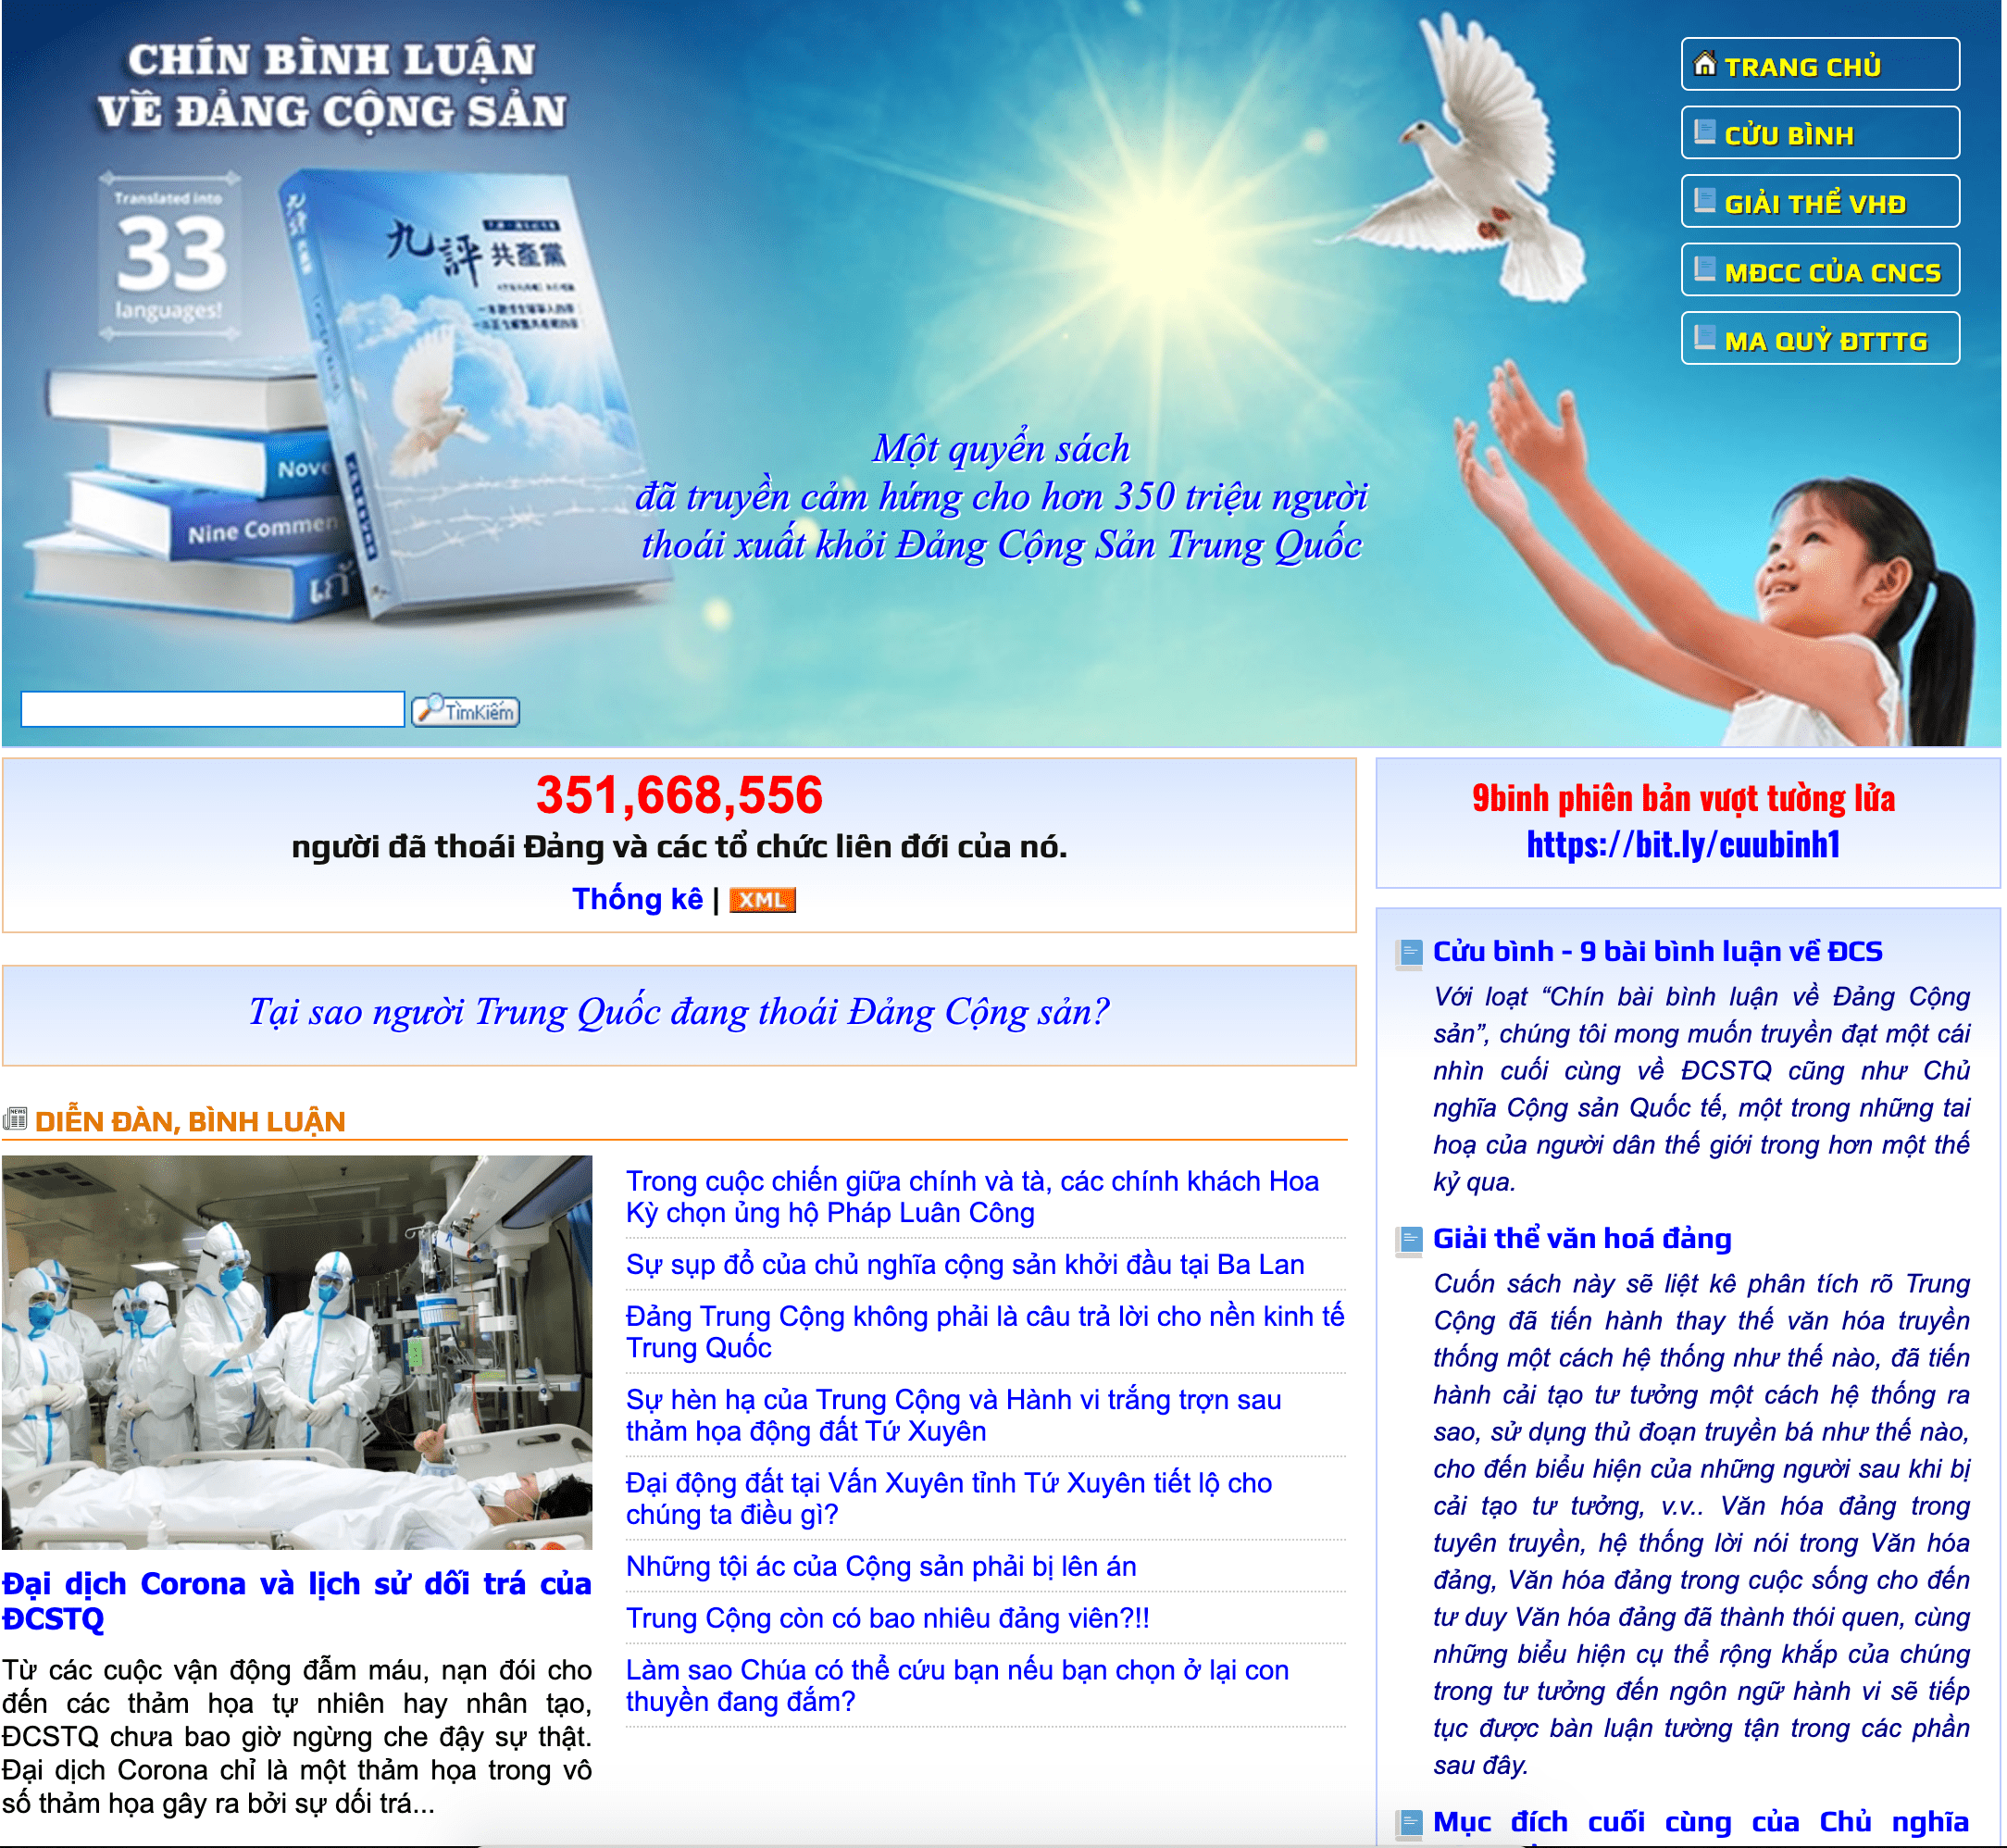 CHÍN BÌNH LUẬN
VỀ ĐẢNG CỘNG SẢN
Translated into
33
languages!
九評
共產黨
Nove
Nine Commen
TRANG CHỦ
CỬU BÌNH
GIẢI THỂ VHĐ
MĐCC CỦA CNCS
MA QUỶ ĐTTTG
Một quyển sách
đã truyền cảm hứng cho hơn 350 triệu người
thoái xuất khỏi Đảng Cộng Sản Trung Quốc
TìmKiếm
351,668,556
người đã thoái Đảng và các tổ chức liên đới của nó.
Thống kê | XML
Tại sao người Trung Quốc đang thoái Đảng Cộng sản?
NEWS
DIỄN ĐÀN, BÌNH LUẬN
Đại dịch Corona và lịch sử dối trá của
ĐCSTQ
Từ các cuộc vận động đẫm máu, nạn đói cho
đến các thảm họa tự nhiên hay nhân tạo,
ĐCSTQ chưa bao giờ ngừng che đậy sự thật.
Đại dịch Corona chỉ là một thảm họa trong vô
số thảm họa gây ra bởi sự dối trá...
Trong cuộc chiến giữa chính và tà, các chính khách Hoa
Kỳ chọn ủng hộ Pháp Luân Công
Sự sụp đổ của chủ nghĩa cộng sản khởi đầu tại Ba Lan
Đảng Trung Cộng không phải là câu trả lời cho nền kinh tế
Trung Quốc
Sự hèn hạ của Trung Cộng và Hành vi trắng trợn sau
thảm họa động đất Tứ Xuyên
Đại động đất tại Vấn Xuyên tỉnh Tứ Xuyên tiết lộ cho
chúng ta điều gì?
Những tội ác của Cộng sản phải bị lên án
Trung Cộng còn có bao nhiêu đảng viên?!!
Làm sao Chúa có thể cứu bạn nếu bạn chọn ở lại con
thuyền đang đắm?
9binh phiên bản vượt tường lửa
https://bit.ly/cuubinh1
Cửu bình - 9 bài bình luận về ĐCS
Với loạt “Chín bài bình luận về Đảng Cộng
sản”, chúng tôi mong muốn truyền đạt một cái
nhìn cuối cùng về ĐCSTQ cũng như Chủ
nghĩa Cộng sản Quốc tế, một trong những tai
hoạ của người dân thế giới trong hơn một thế
kỷ qua.
Giải thể văn hoá đảng
Cuốn sách này sẽ liệt kê phân tích rõ Trung
Cộng đã tiến hành thay thế văn hóa truyền
thống một cách hệ thống như thế nào, đã tiến
hành cải tạo tư tưởng một cách hệ thống ra
sao, sử dụng thủ đoạn truyền bá như thế nào,
cho đến biểu hiện của những người sau khi bị
cải tạo tư tưởng, v.v.. Văn hóa đảng trong
tuyên truyền, hệ thống lời nói trong Văn hóa
đảng, Văn hóa đảng trong cuộc sống cho đến
tư duy Văn hóa đảng đã thành thói quen, cùng
những biểu hiện cụ thể rộng khắp của chúng
trong tư tưởng đến ngôn ngữ hành vi sẽ tiếp
tục được bàn luận tường tận trong các phần
sau đây.
Mục đích cuối cùng của Chủ nghĩa